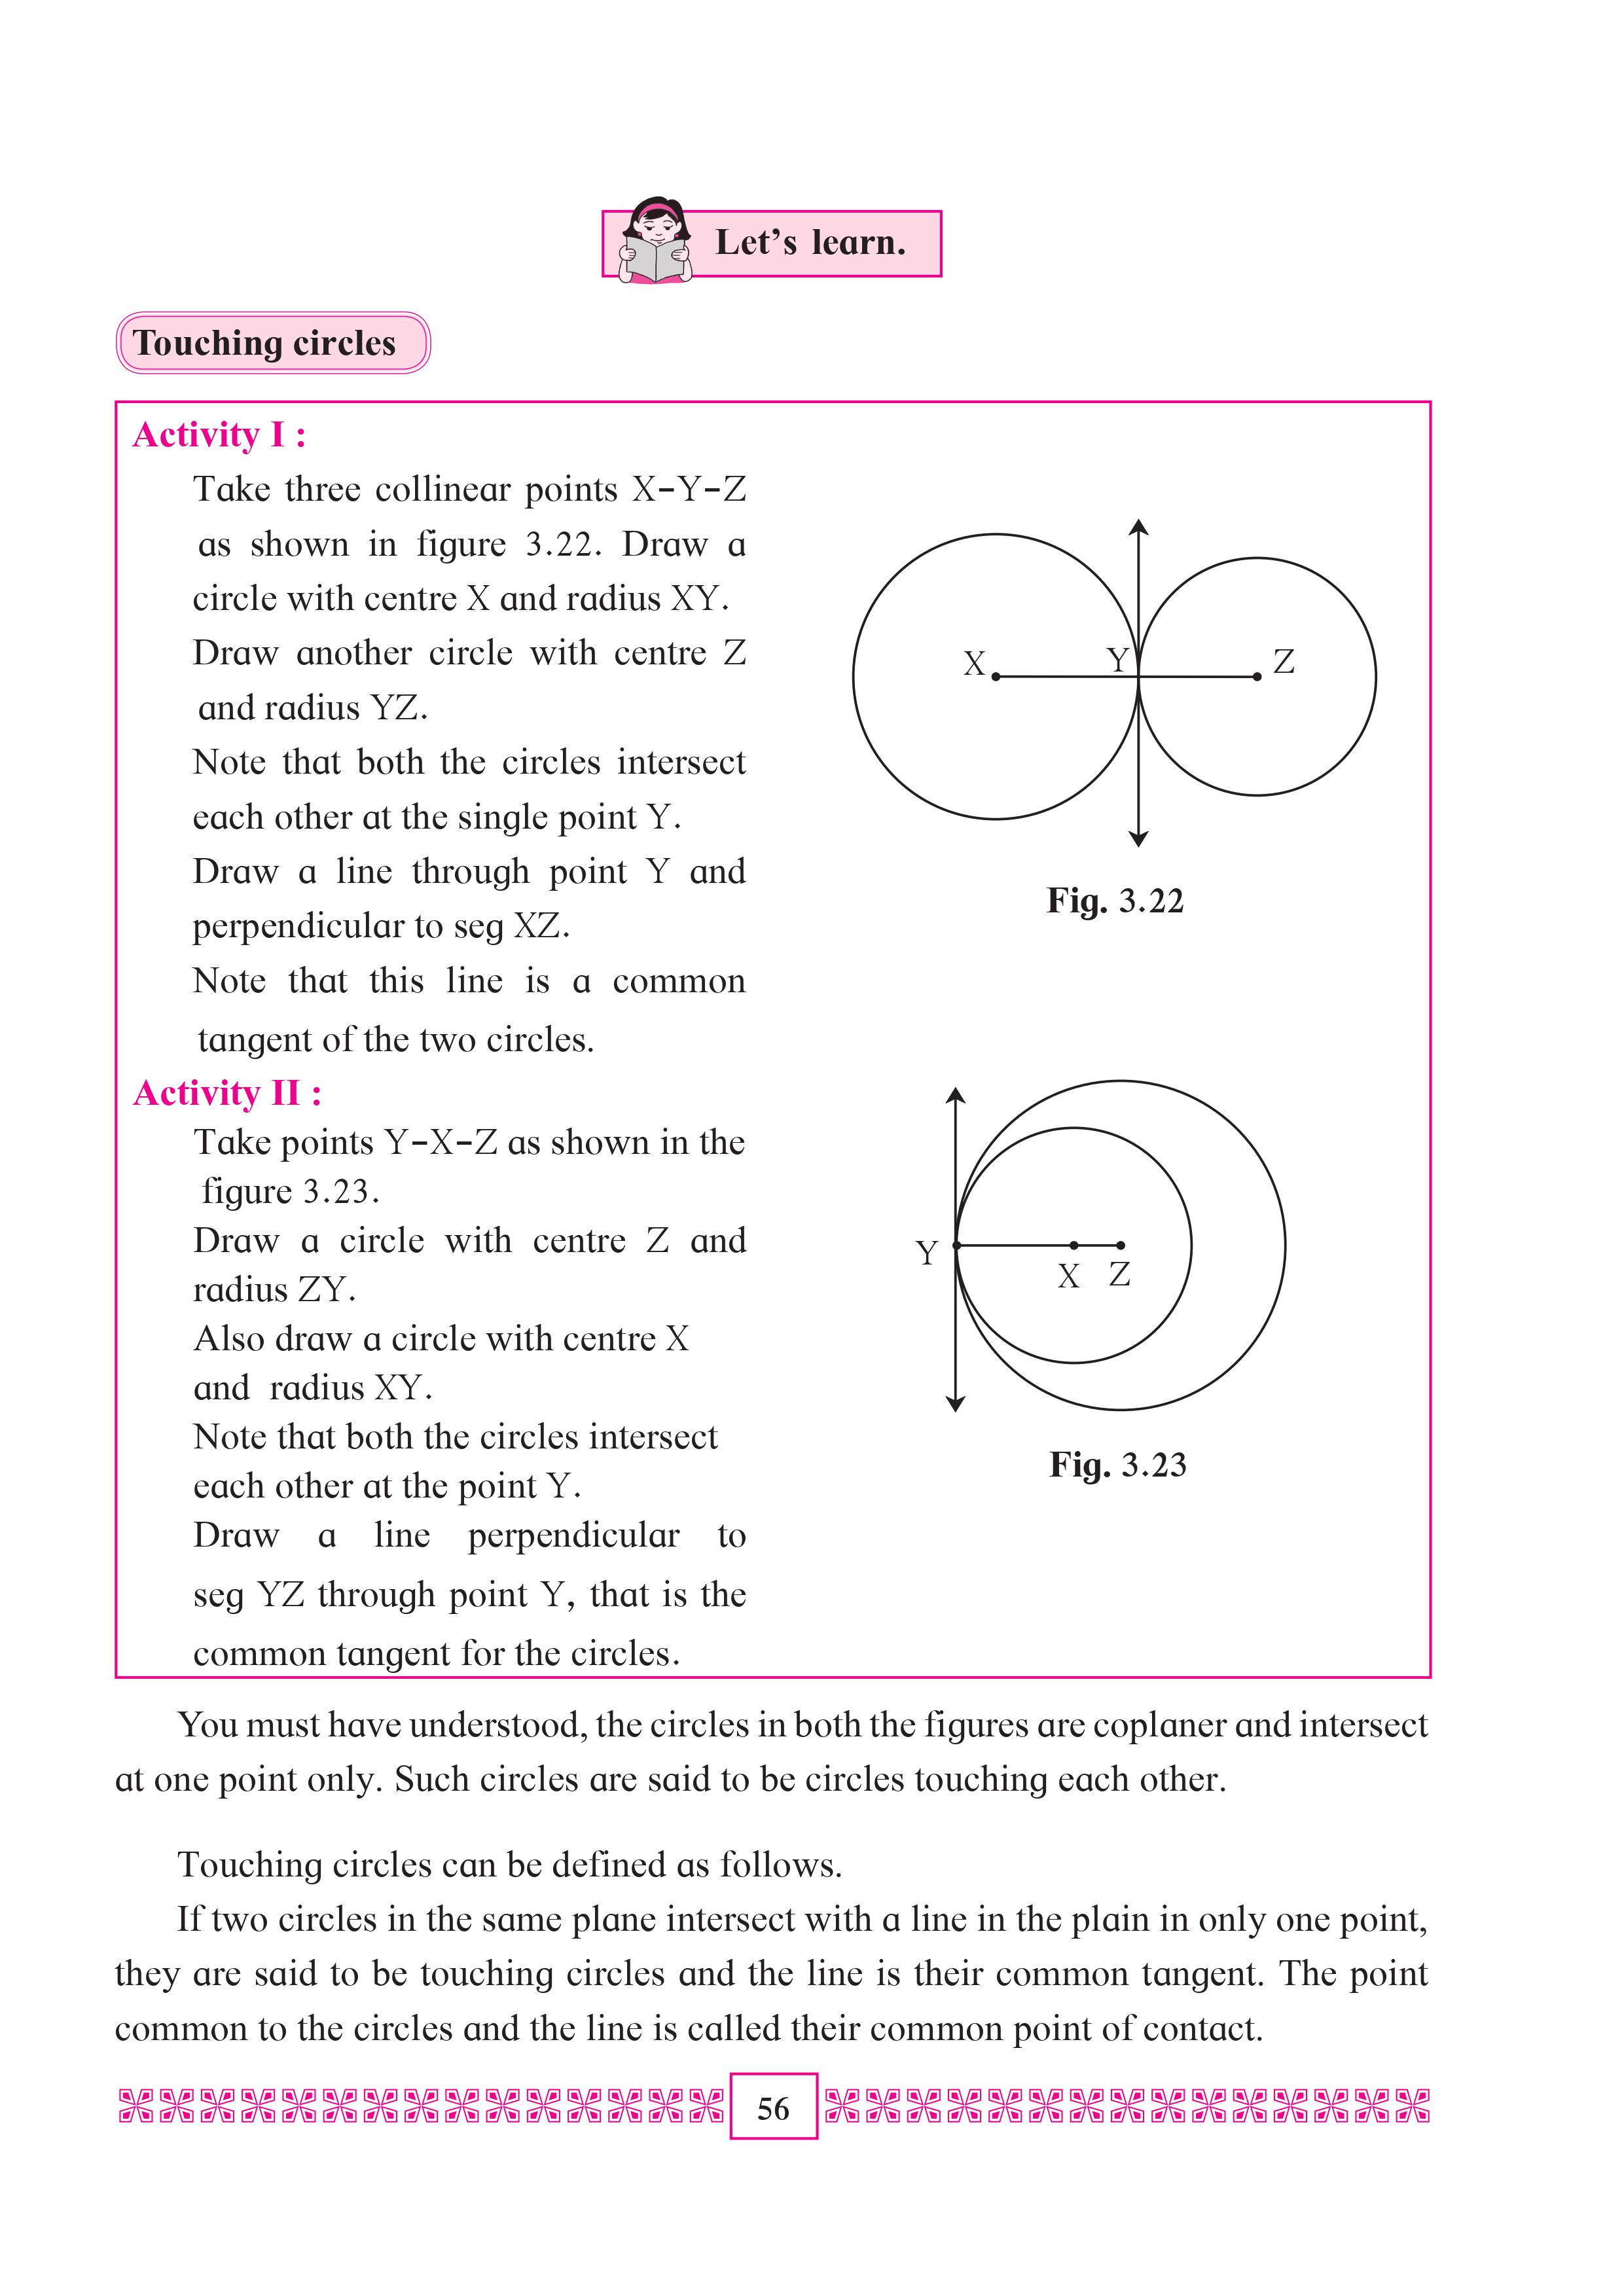 Let’s learn.
Touching circles
Activity I :
Take three collinear points X-Y-Z
as shown in figure 3.22. Draw a
circle with centre X and radius XY.
Draw another circle with centre Z
and radius YZ.
Note that both the circles intersect
each other at the single point Y.
Draw a line through point Y and
perpendicular to seg XZ.
Note that this line is a common
tangent of the two circles.
X
Y
Z
Fig. 3.22
Activity II :
Take points Y-X-Z as shown in the
figure 3.23.
Draw a circle with centre Z and
radius ZY.
Also draw a circle with centre X
and radius XY.
Note that both the circles intersect
each other at the point Y.
Draw a line perpendicular to
seg YZ through point Y, that is the
common tangent for the circles.
Y
X
Z
Fig. 3.23
You must have understood, the circles in both the figures are coplaner and intersect
at one point only. Such circles are said to be circles touching each other.
Touching circles can be defined as follows.
If two circles in the same plane intersect with a line in the plain in only one point,
they are said to be touching circles and the line is their common tangent. The point
common to the circles and the line is called their common point of contact.
56